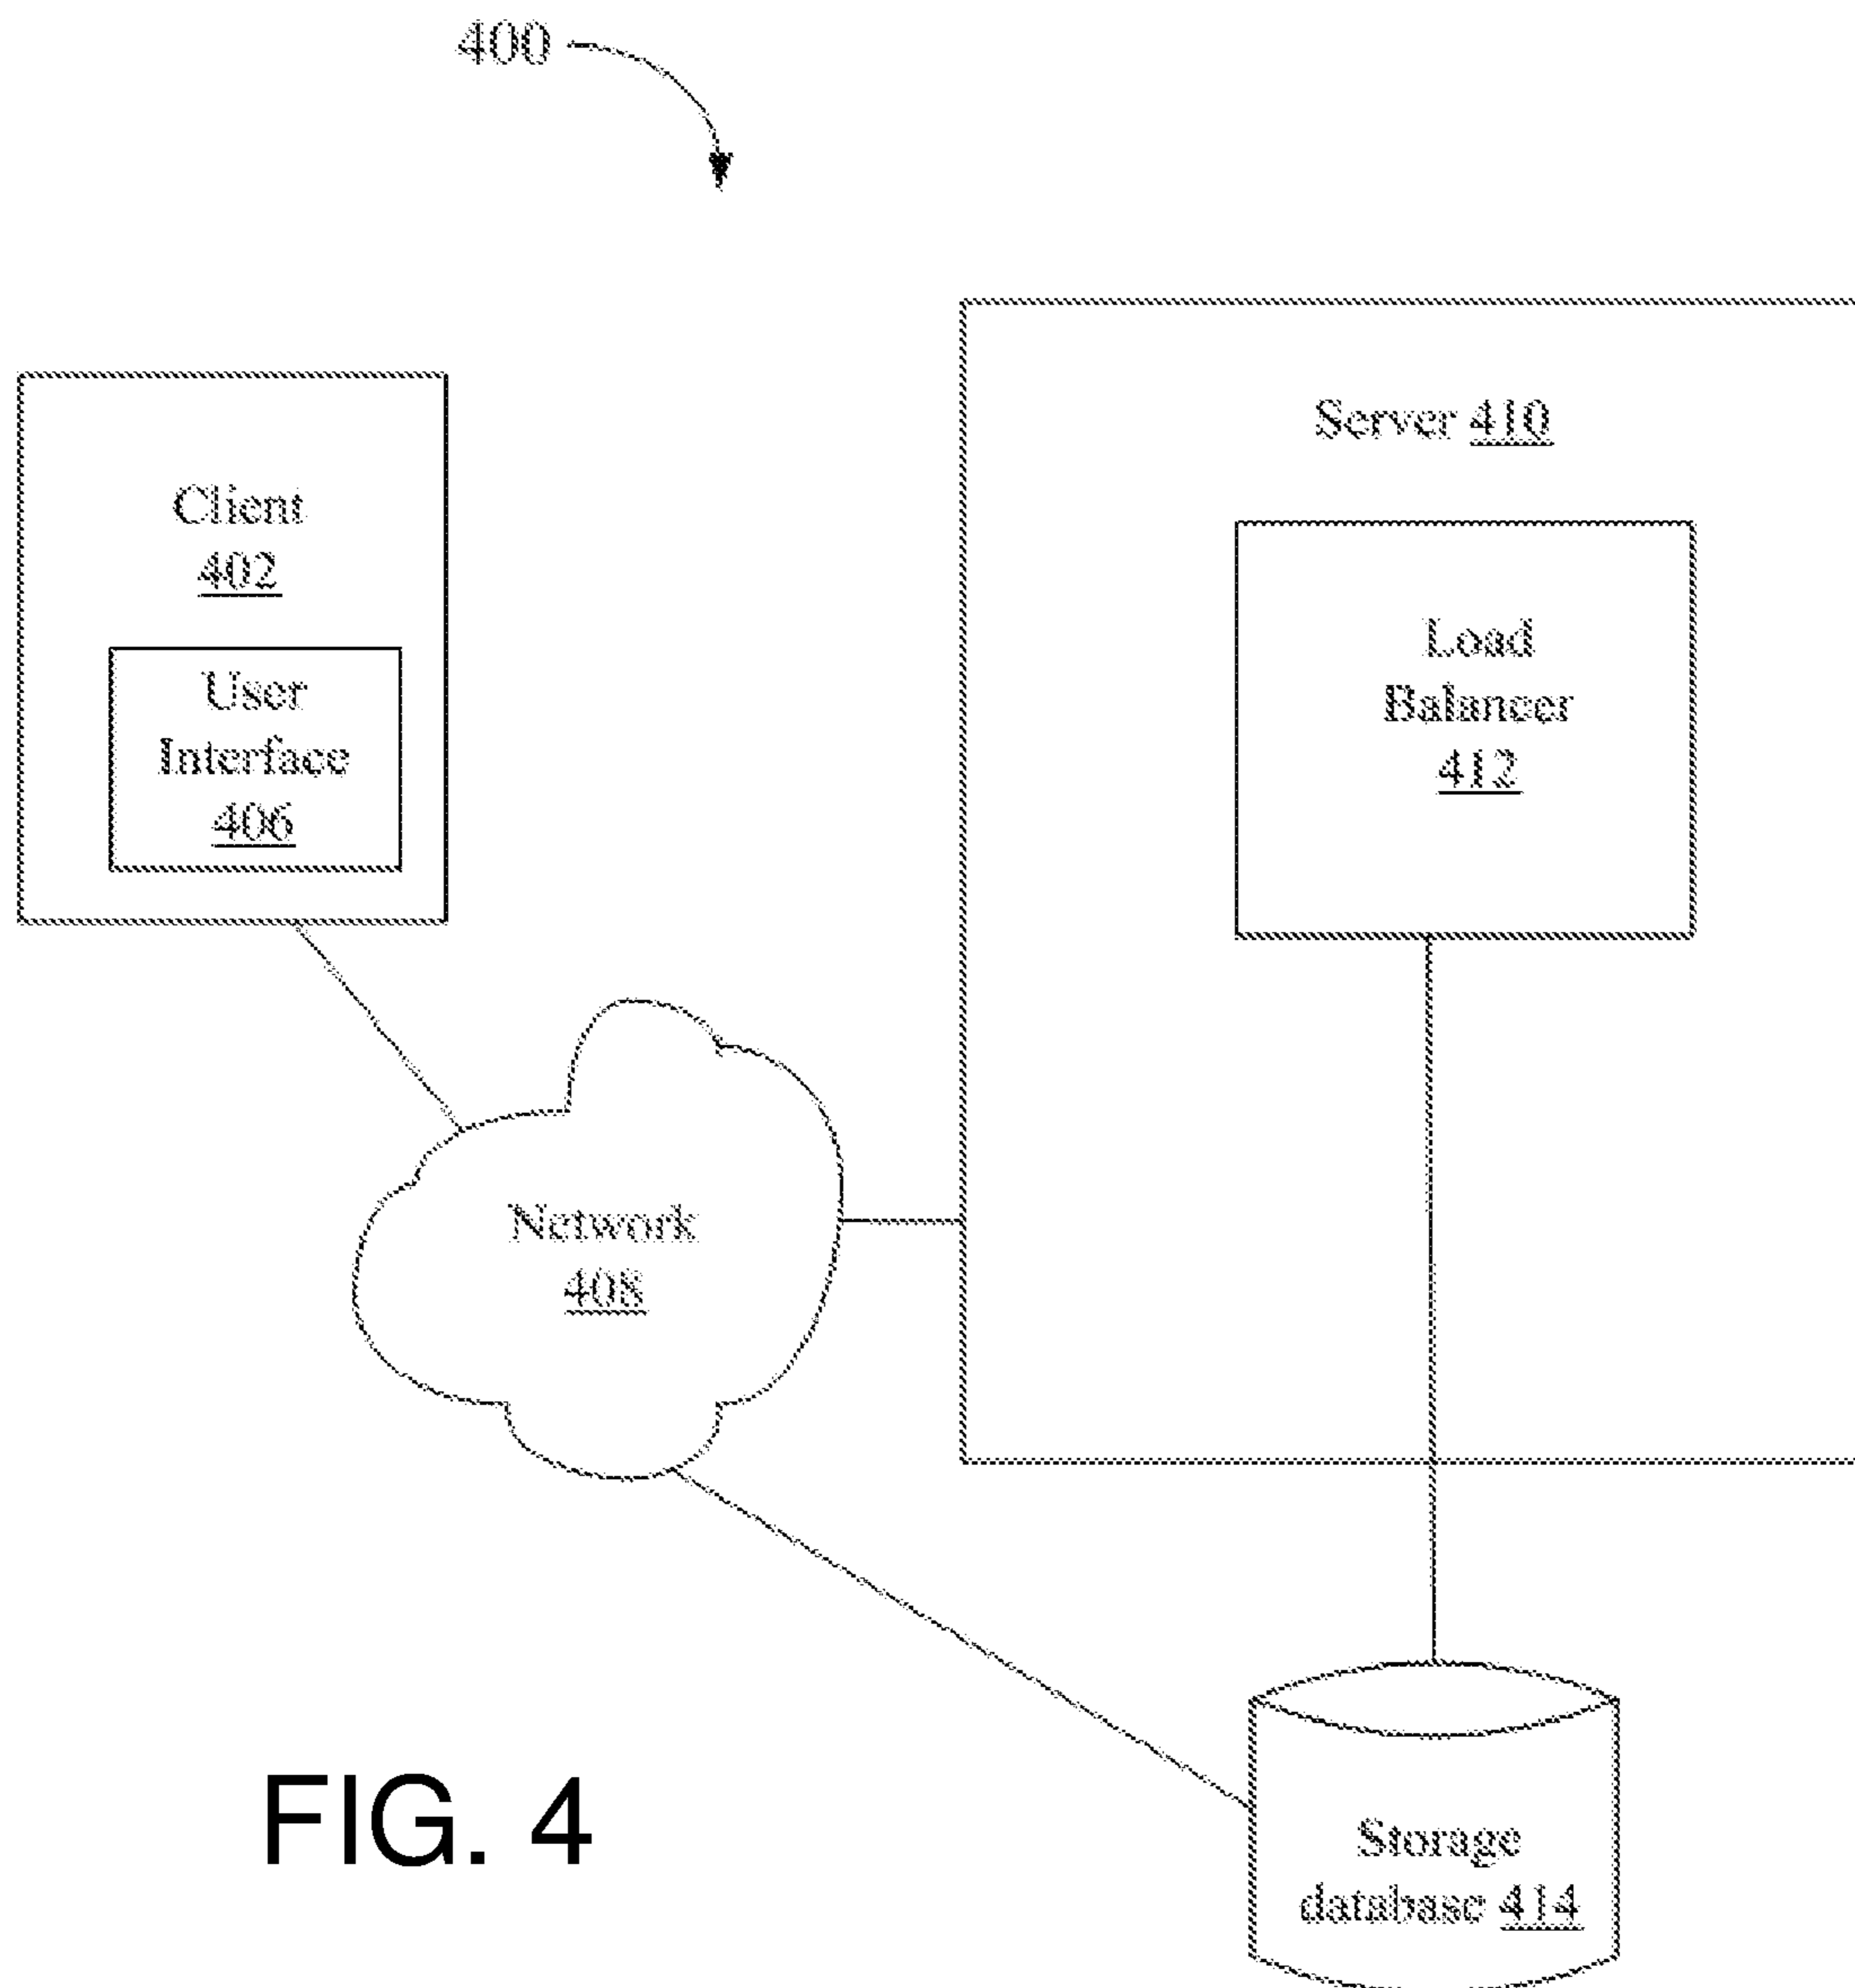 400
Server 410
Client
402
User
Interface
406
Load
Balancer
412
Network
408
Storage
database 414
FIG. 4